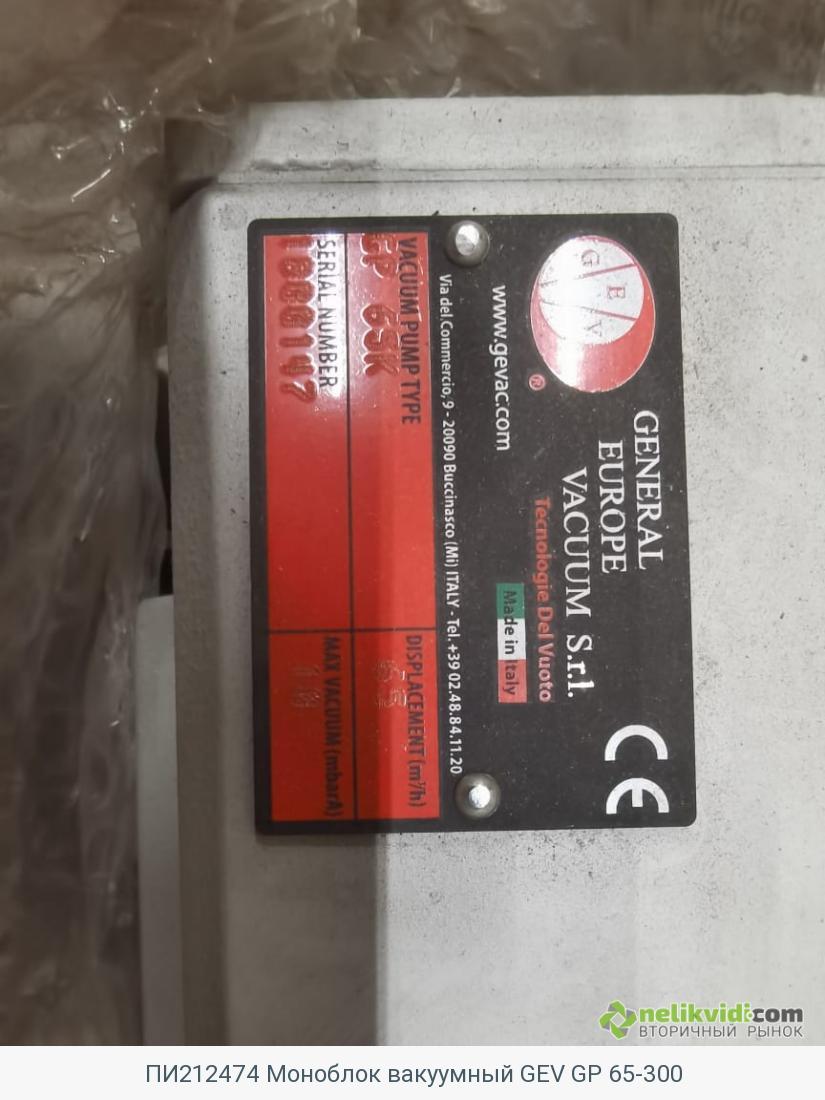 G E V
®
GENERAL
EUROPE
VACUUM S.r.l.
Tecnologie Del Vuoto
Made in Italy
CE
www.gevac.com
Via del Commercio, 9 - 20090 Buccinasco (Mi) ITALY - Tel. +39 02.48.84.11.20
VACUUM PUMP TYPE
GP 65K
DISPLACEMENT (m³/h)
65
SERIAL NUMBER
MAX VACUUM (mbarA)
nelikvidi.com
ВТОРИЧНЫЙ РЫНОК
ПИ212474 Моноблок вакуумный GEV GP 65-300